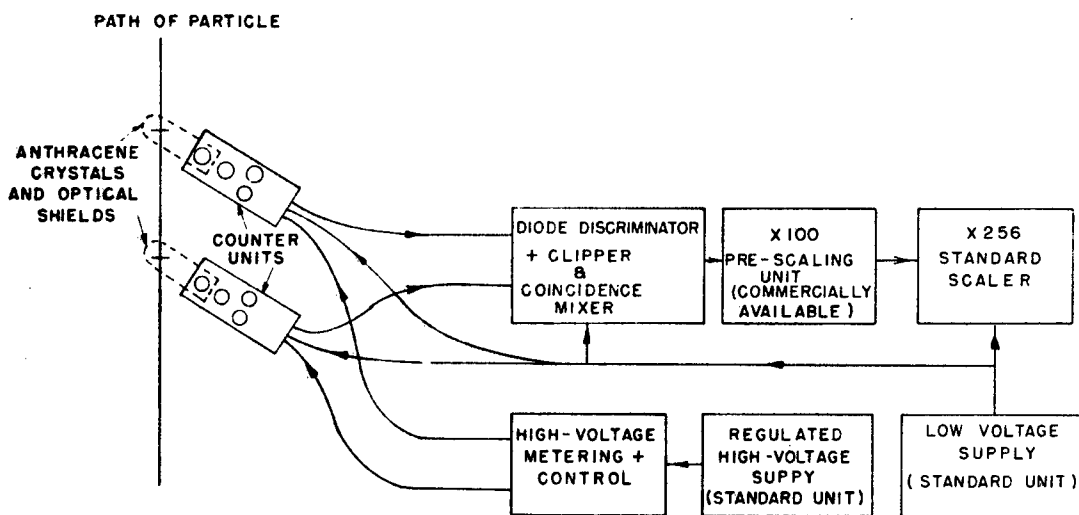 PATH OF PARTICLE
ANTHRACENE
CRYSTALS
AND OPTICAL
SHIELDS
COUNTER
UNITS
DIODE DISCRIMINATOR
+ CLIPPER
&
COINCIDENCE
MIXER
X 100
PRE-SCALING
UNIT
(COMMERCIALLY
AVAILABLE)
X 256
STANDARD
SCALER
HIGH-VOLTAGE
METERING +
CONTROL
REGULATED
HIGH-VOLTAGE
SUPPY
(STANDARD UNIT)
LOW VOLTAGE
SUPPLY
(STANDARD UNIT)